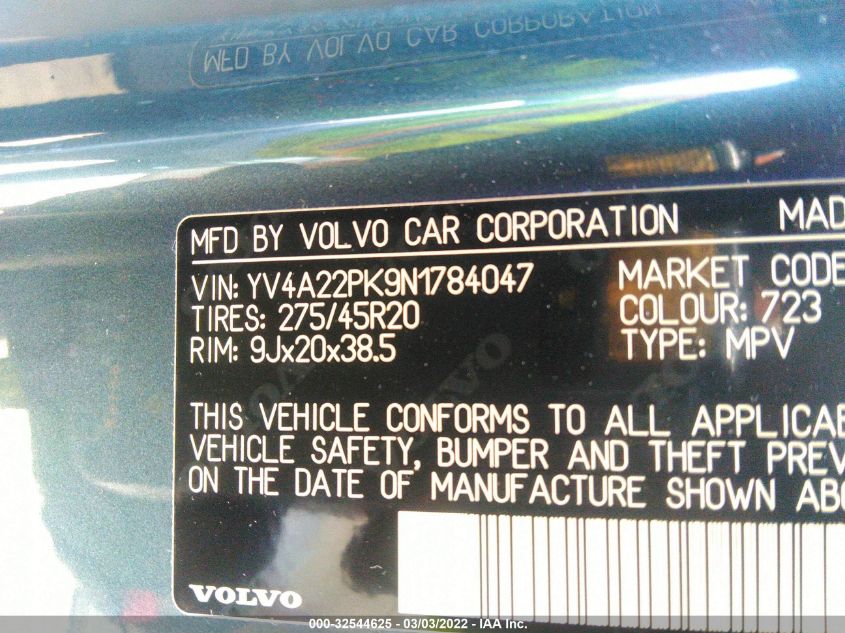 MFD BY VOLVO CAR CORPORATION
MFD BY VOLVO CAR CORPORATION MAD
VIN: YV4A22PK9N1784047 MARKET CODE
TIRES: 275/45R20 COLOUR: 723
RIM: 9Jx20x38.5 TYPE: MPV
VOLVO
THIS VEHICLE CONFORMS TO ALL APPLICAB
VEHICLE SAFETY, BUMPER AND THEFT PREV
ON THE DATE OF MANUFACTURE SHOWN ABO
VOLVO
000-32544625 - 03/03/2022 - IAA Inc.